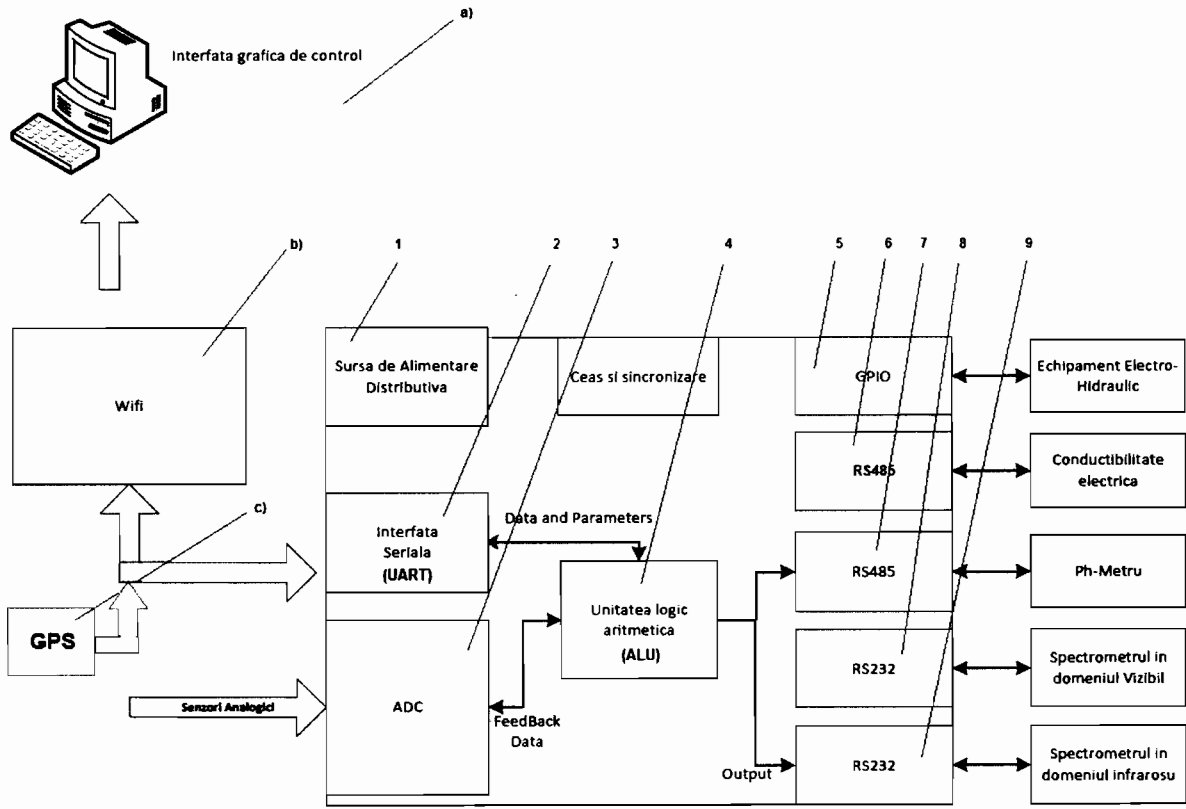 a)
Interfata grafica de control
b)
1
2
3
4
5
6
7
8
9
Wifi
Sursa de Alimentare
Distributiva
Ceas si sincronizare
GPIO
Echipament Electro-
Hidraulic
RS485
Conductibilitate
electrica
c)
Interfata
Seriala
(UART)
Data and Parameters
RS485
Ph-Metru
GPS
Unitatea logic
aritmetica
(ALU)
RS232
Spectrometrul in
domeniul Vizibil
Senzori Analogici
ADC
FeedBack
Data
Output
RS232
Spectrometrul in
domeniul infrarosu